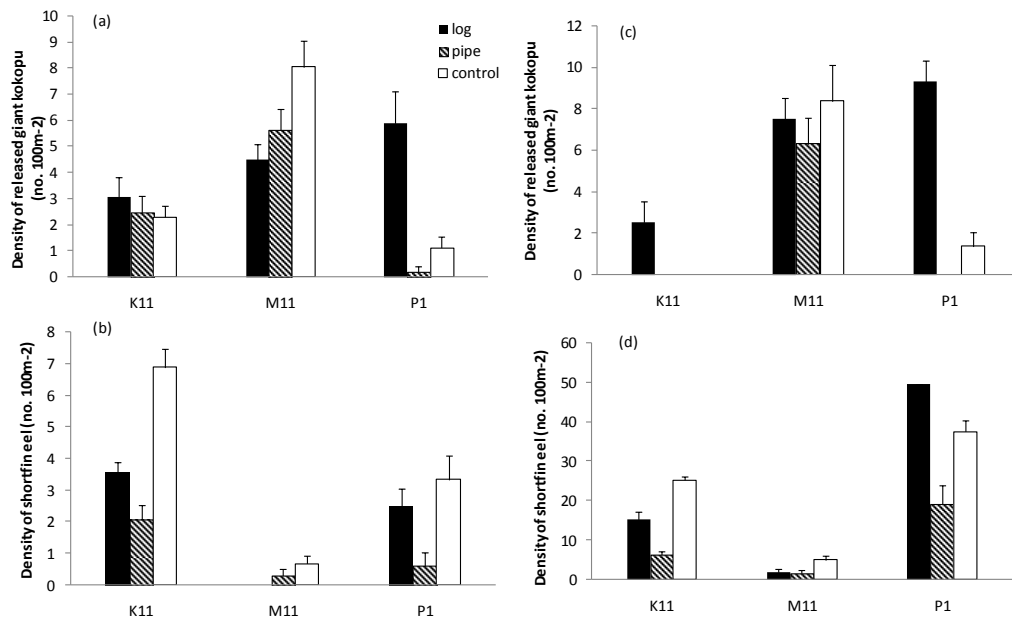 (a)
log
pipe
control
Density of released giant kokopu
(no. 100m-2)
10
9
8
7
6
5
4
3
2
1
0
K11
M11
P1
(c)
Density of released giant kokopu
(no. 100m-2)
12
10
8
6
4
2
0
K11
M11
P1
(b)
Density of shortfin eel (no. 100m-2)
8
7
6
5
4
3
2
1
0
K11
M11
P1
(d)
Density of shortfin eel (no. 100m-2)
60
50
40
30
20
10
0
K11
M11
P1